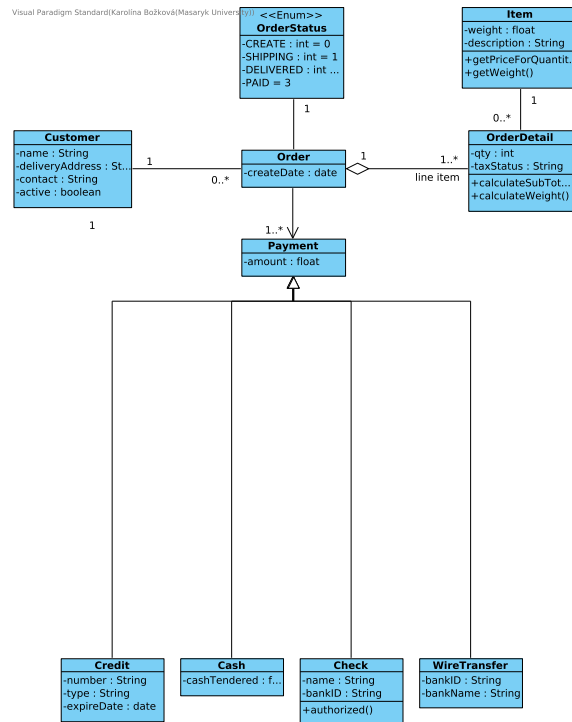 Visual Paradigm Standard(Karolína Božková(Masaryk University))
<<Enum>>
OrderStatus
-CREATE : int = 0
-SHIPPING : int = 1
-DELIVERED : int ...
-PAID = 3
Item
-weight : float
-description : String
+getPriceForQuantit...
+getWeight()
1
1
0..*
Customer
-name : String
-deliveryAddress : St...
-contact : String
-active : boolean
1
0..*
Order
-createDate : date
1
1..*
line item
OrderDetail
-qty : int
-taxStatus : String
+calculateSubTot...
+calculateWeight()
1
1..*
Payment
-amount : float
Credit
-number : String
-type : String
-expireDate : date
Cash
-cashTendered : f...
Check
-name : String
-bankID : String
+authorized()
WireTransfer
-bankID : String
-bankName : String